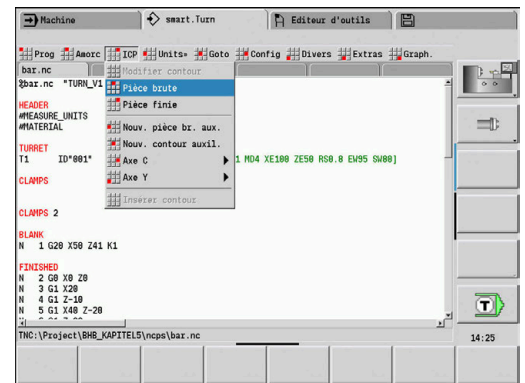 Machine smart.Turn Editeur d'outils
Prog Amorc ICP Units» Goto Config Divers Extras Graph.
bar.nc
Modifier contour
%bar.nc "TURN_V1
Pièce brute
HEADER
Pièce finie
#MEASURE_UNITS
#MATERIAL
Nouv. pièce br. aux.
Nouv. contour auxil.
TURRET
T1 ID"001" 1 MD4 XE100 ZE50 RS0.8 EW95 SW80]
Axe C
Axe Y
CLAMPS
Insérer contour
CLAMPS 2
BLANK
N 1 G20 X50 Z41 K1
FINISHED
N 2 G0 X0 Z0
N 3 G1 X20
N 4 G1 Z-10
N 5 G1 X40 Z-20
TNC:\Project\BHB_KAPITEL5\ncps\bar.nc
T
14:25